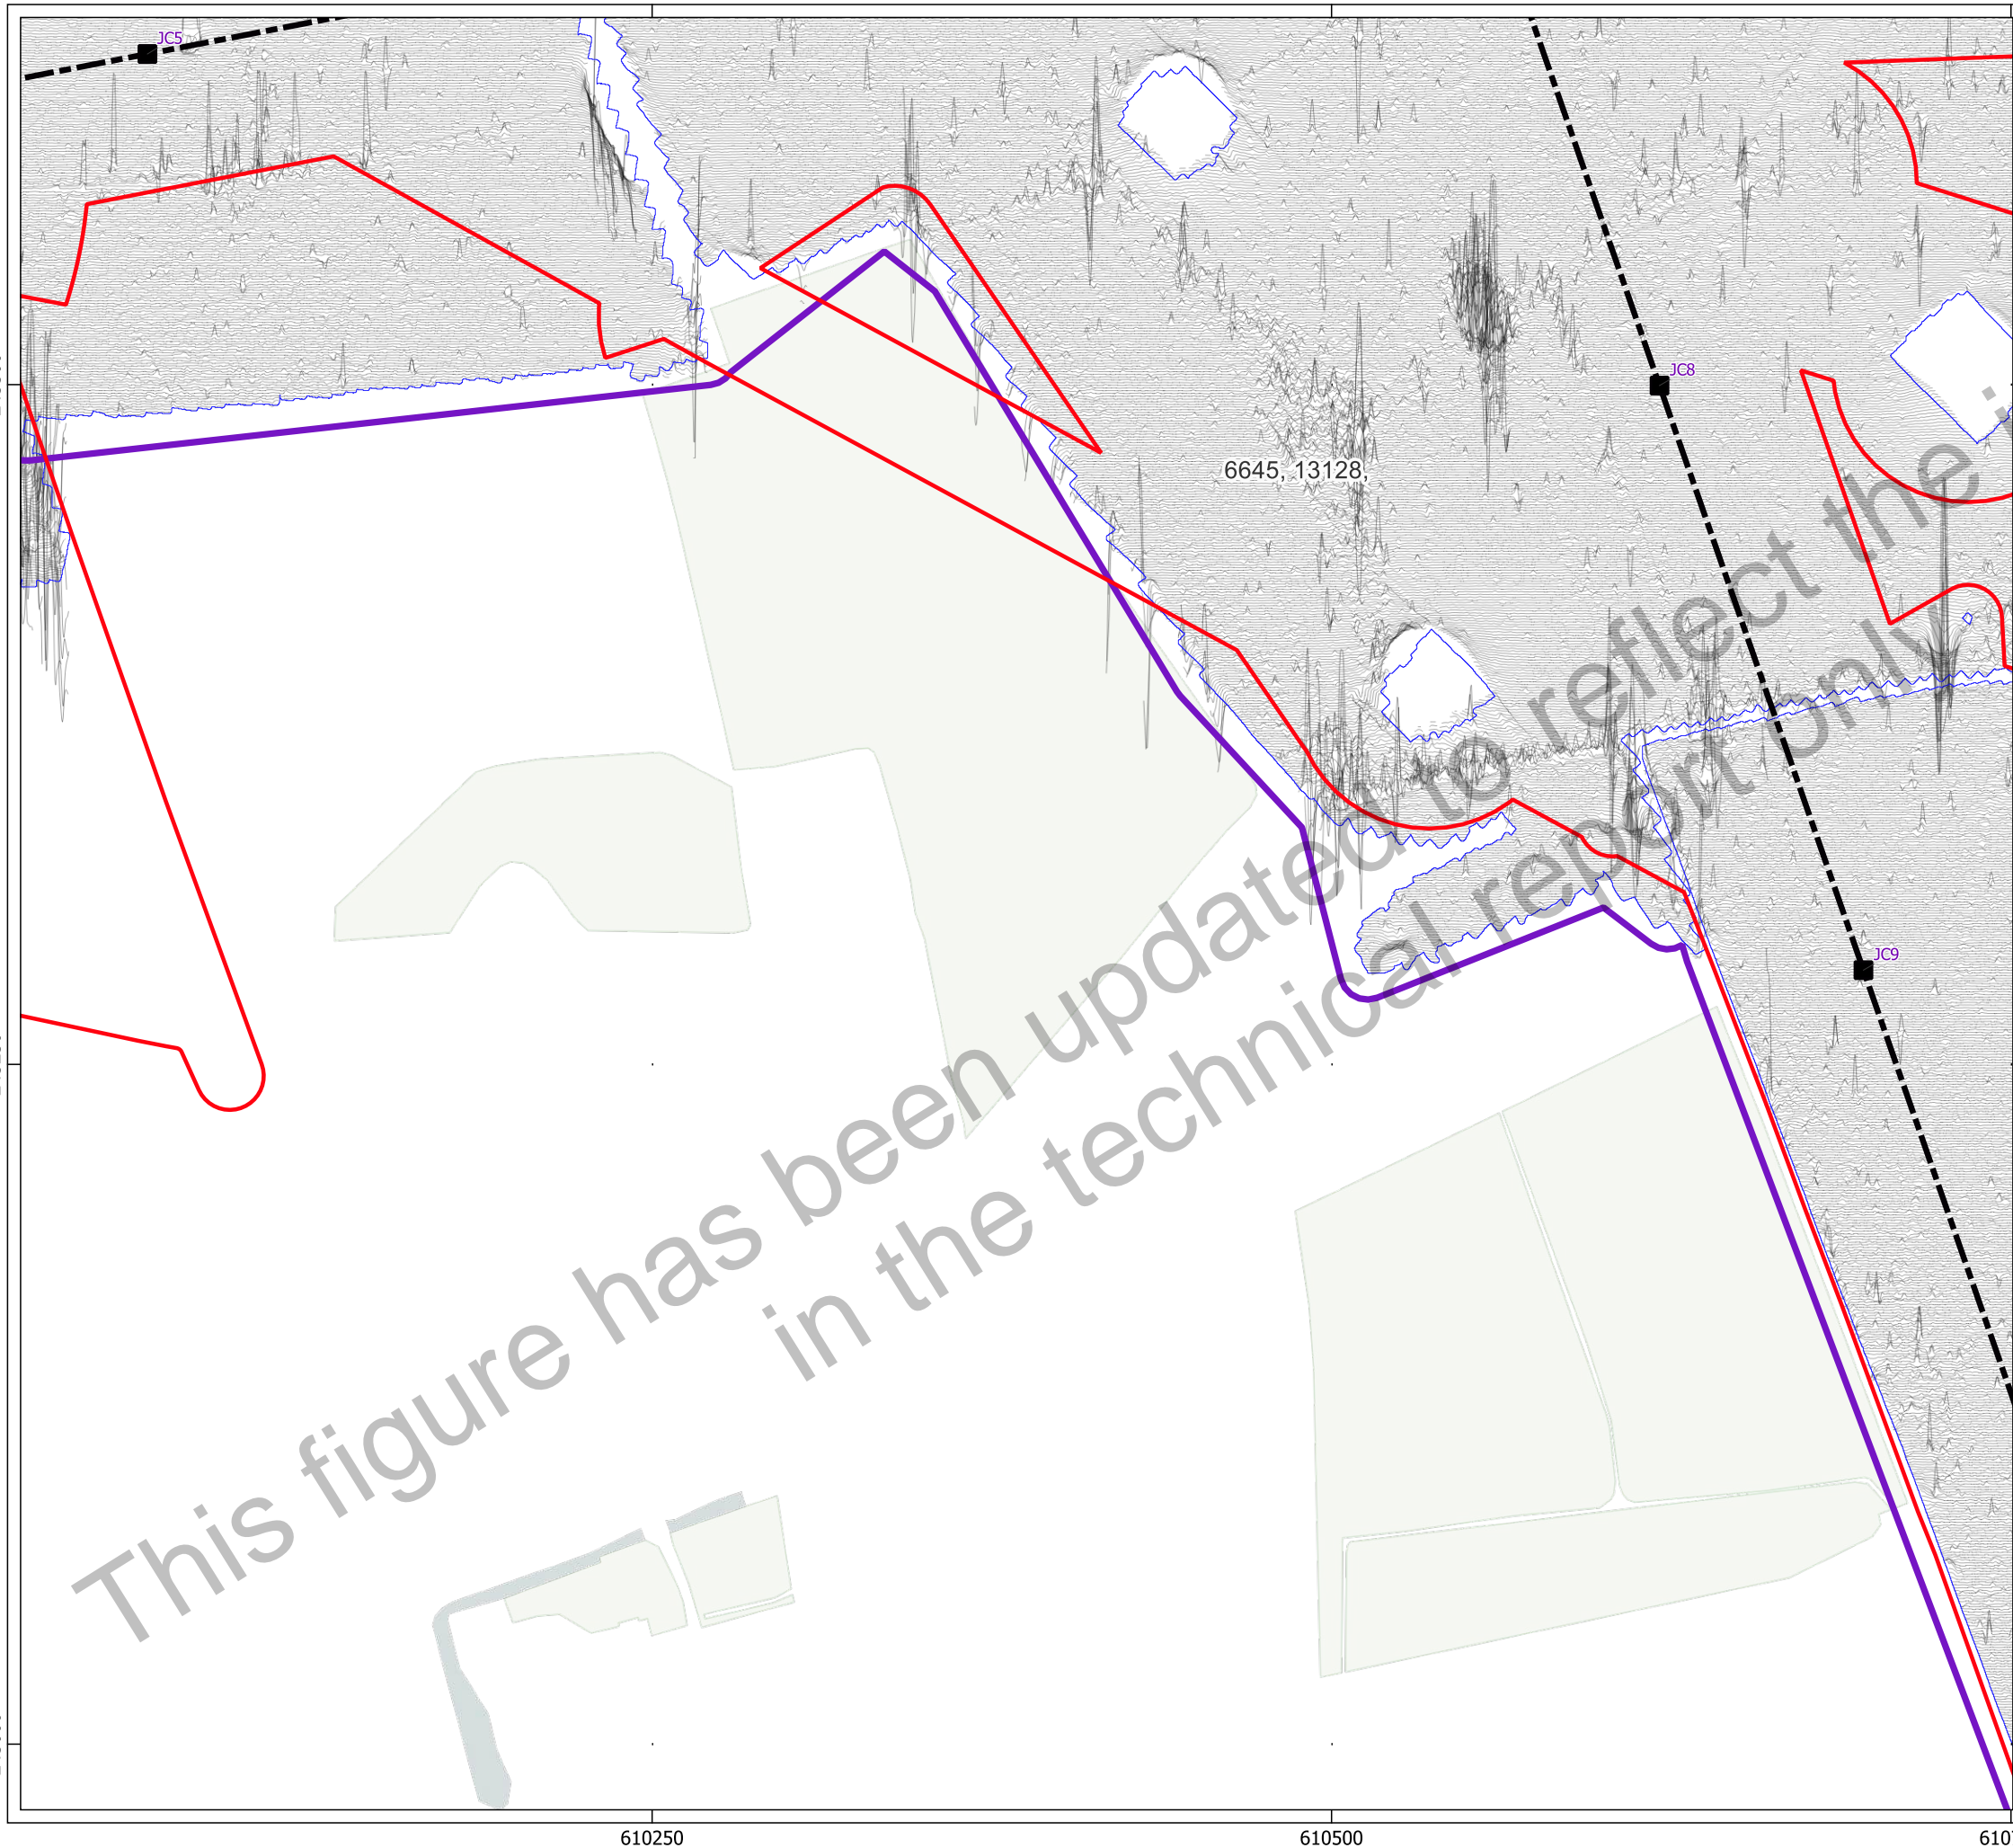 JC5
JC8
6645, 13128,
JC9
This figure has been updated to reflect the
in the technical report only
610250
610500
610